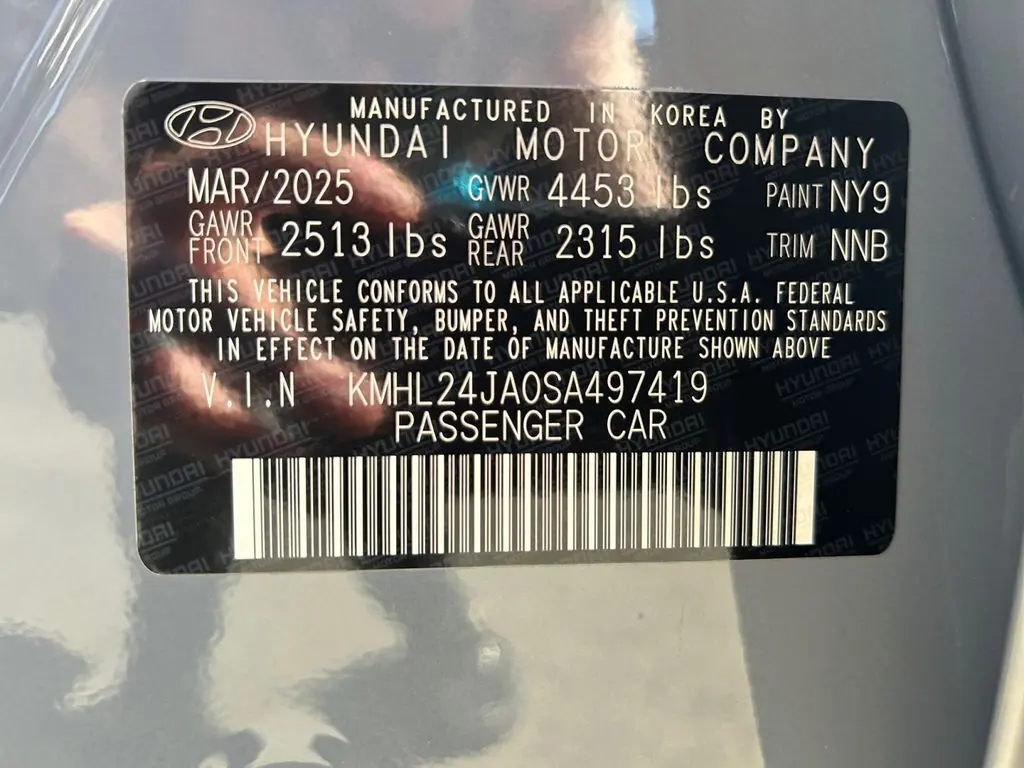 MANUFACTURED IN KOREA BY
HYUNDAI MOTOR COMPANY
MAR/2025 GVWR 4453 lbs PAINT NY9
GAWR FRONT 2513 lbs GAWR REAR 2315 lbs TRIM NNB
THIS VEHICLE CONFORMS TO ALL APPLICABLE U.S.A. FEDERAL
MOTOR VEHICLE SAFETY, BUMPER, AND THEFT PREVENTION STANDARDS
IN EFFECT ON THE DATE OF MANUFACTURE SHOWN ABOVE
V.I.N KMHL24JA0SA497419
PASSENGER CAR